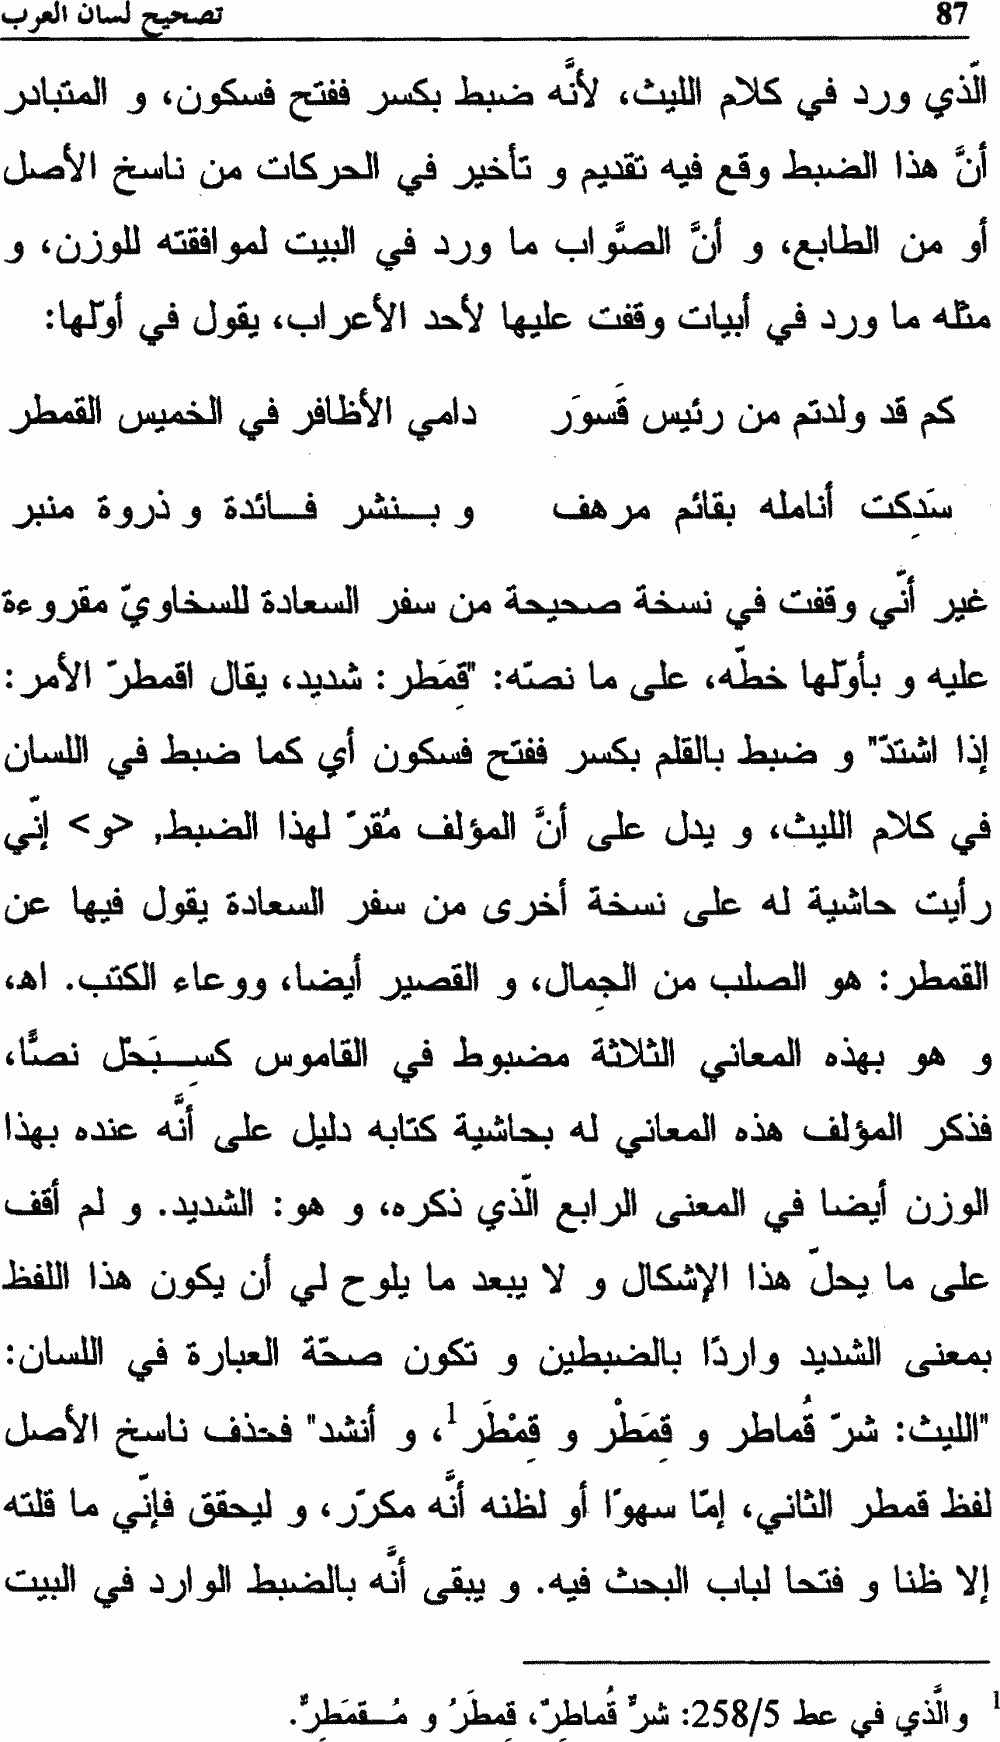 87 تصحيح لسان العرب
الّذي ورد في كلام الليث، لأنَّه ضبط بكسر ففتح فسكون، و المتبادر
أنَّ هذا الضبط وقع فيه تقديم و تأخير في الحركات من ناسخ الأصل
أو من الطابع، و أنَّ الصَّواب ما ورد في البيت لموافقته للوزن، و
مثله ما ورد في أبيات وقفت عليها لأحد الأعراب، يقول في أوّلها:
كم قد ولدتم من رئيس قَسوَر دامي الأظافر في الخميس القمطر
سَدِكت أنامله بقائم مرهف و بــنشر فــائدة و ذروة منبر
غير أنّي وقفت في نسخة صحيحة من سفر السعادة للسخاويّ مقروءة
عليه و بأوّلها خطّه، على ما نصّه: "قِمَطر: شديد، يقال اقمطرّ الأمر:
إذا اشتدّ" و ضبط بالقلم بكسر ففتح فسكون أي كما ضبط في اللسان
في كلام الليث، و يدل على أنَّ المؤلف مُقرّ لهذا الضبط, <و> إنّي
رأيت حاشية له على نسخة أخرى من سفر السعادة يقول فيها عن
القمطر: هو الصلب من الجِمال، و القصير أيضا، ووعاء الكتب. اهـ،
و هو بهذه المعاني الثلاثة مضبوط في القاموس كســِبَحْل نصًّا،
فذكر المؤلف هذه المعاني له بحاشية كتابه دليل على أنَّه عنده بهذا
الوزن أيضا في المعنى الرابع الّذي ذكره، و هو: الشديد. و لم أقف
على ما يحلّ هذا الإشكال و لا يبعد ما يلوح لي أن يكون هذا اللفظ
بمعنى الشديد واردًا بالضبطين و تكون صحّة العبارة في اللسان:
"الليث: شرّ قُماطر و قِمَطْر و قِمْطَر1، و أنشد" فحذف ناسخ الأصل
لفظ قمطر الثاني، إمّا سهوًا أو لظنه أنَّه مكرّر، و ليحقق فإنّي ما قلته
إلا ظنا و فتحا لباب البحث فيه. و يبقى أنَّه بالضبط الوارد في البيت
1 والَّذي في عط 258/5: شرٌّ قُماطِرٌ، قِمطَرُ و مُــقمَطِرٌّ.